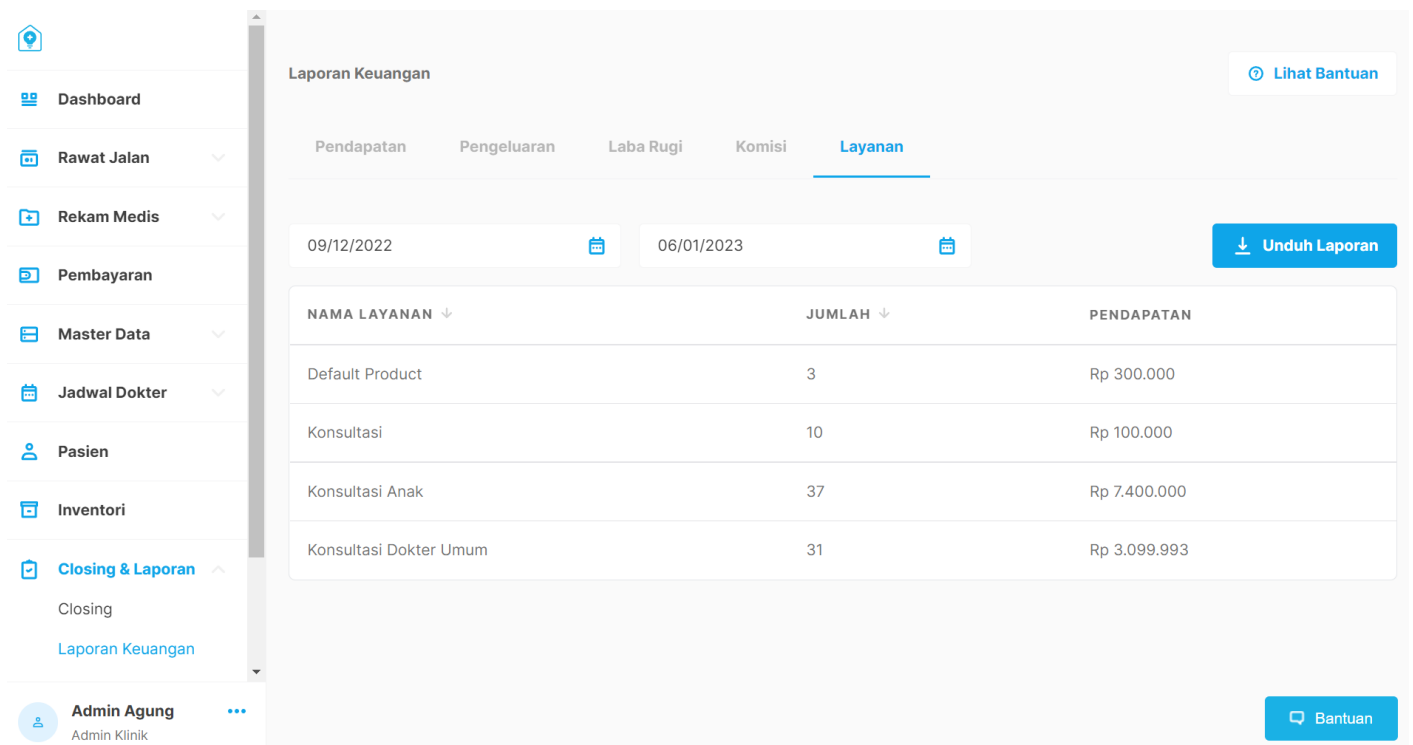 Dashboard
Rawat Jalan
Rekam Medis
Pembayaran
Master Data
Jadwal Dokter
Pasien
Inventori
Closing & Laporan
Closing
Laporan Keuangan
Admin Agung
Admin Klinik
Laporan Keuangan
Lihat Bantuan
Pendapatan Pengeluaran Laba Rugi Komisi Layanan
09/12/2022 06/01/2023 Unduh Laporan
NAMA LAYANAN JUMLAH PENDAPATAN
Default Product 3 Rp 300.000
Konsultasi 10 Rp 100.000
Konsultasi Anak 37 Rp 7.400.000
Konsultasi Dokter Umum 31 Rp 3.099.993
Bantuan